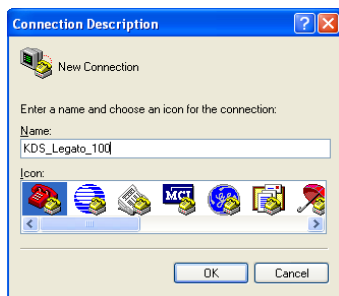 Connection Description
New Connection
Enter a name and choose an icon for the connection:
Name:
KDS_Legato_100
Icon:
MCI
OK
Cancel